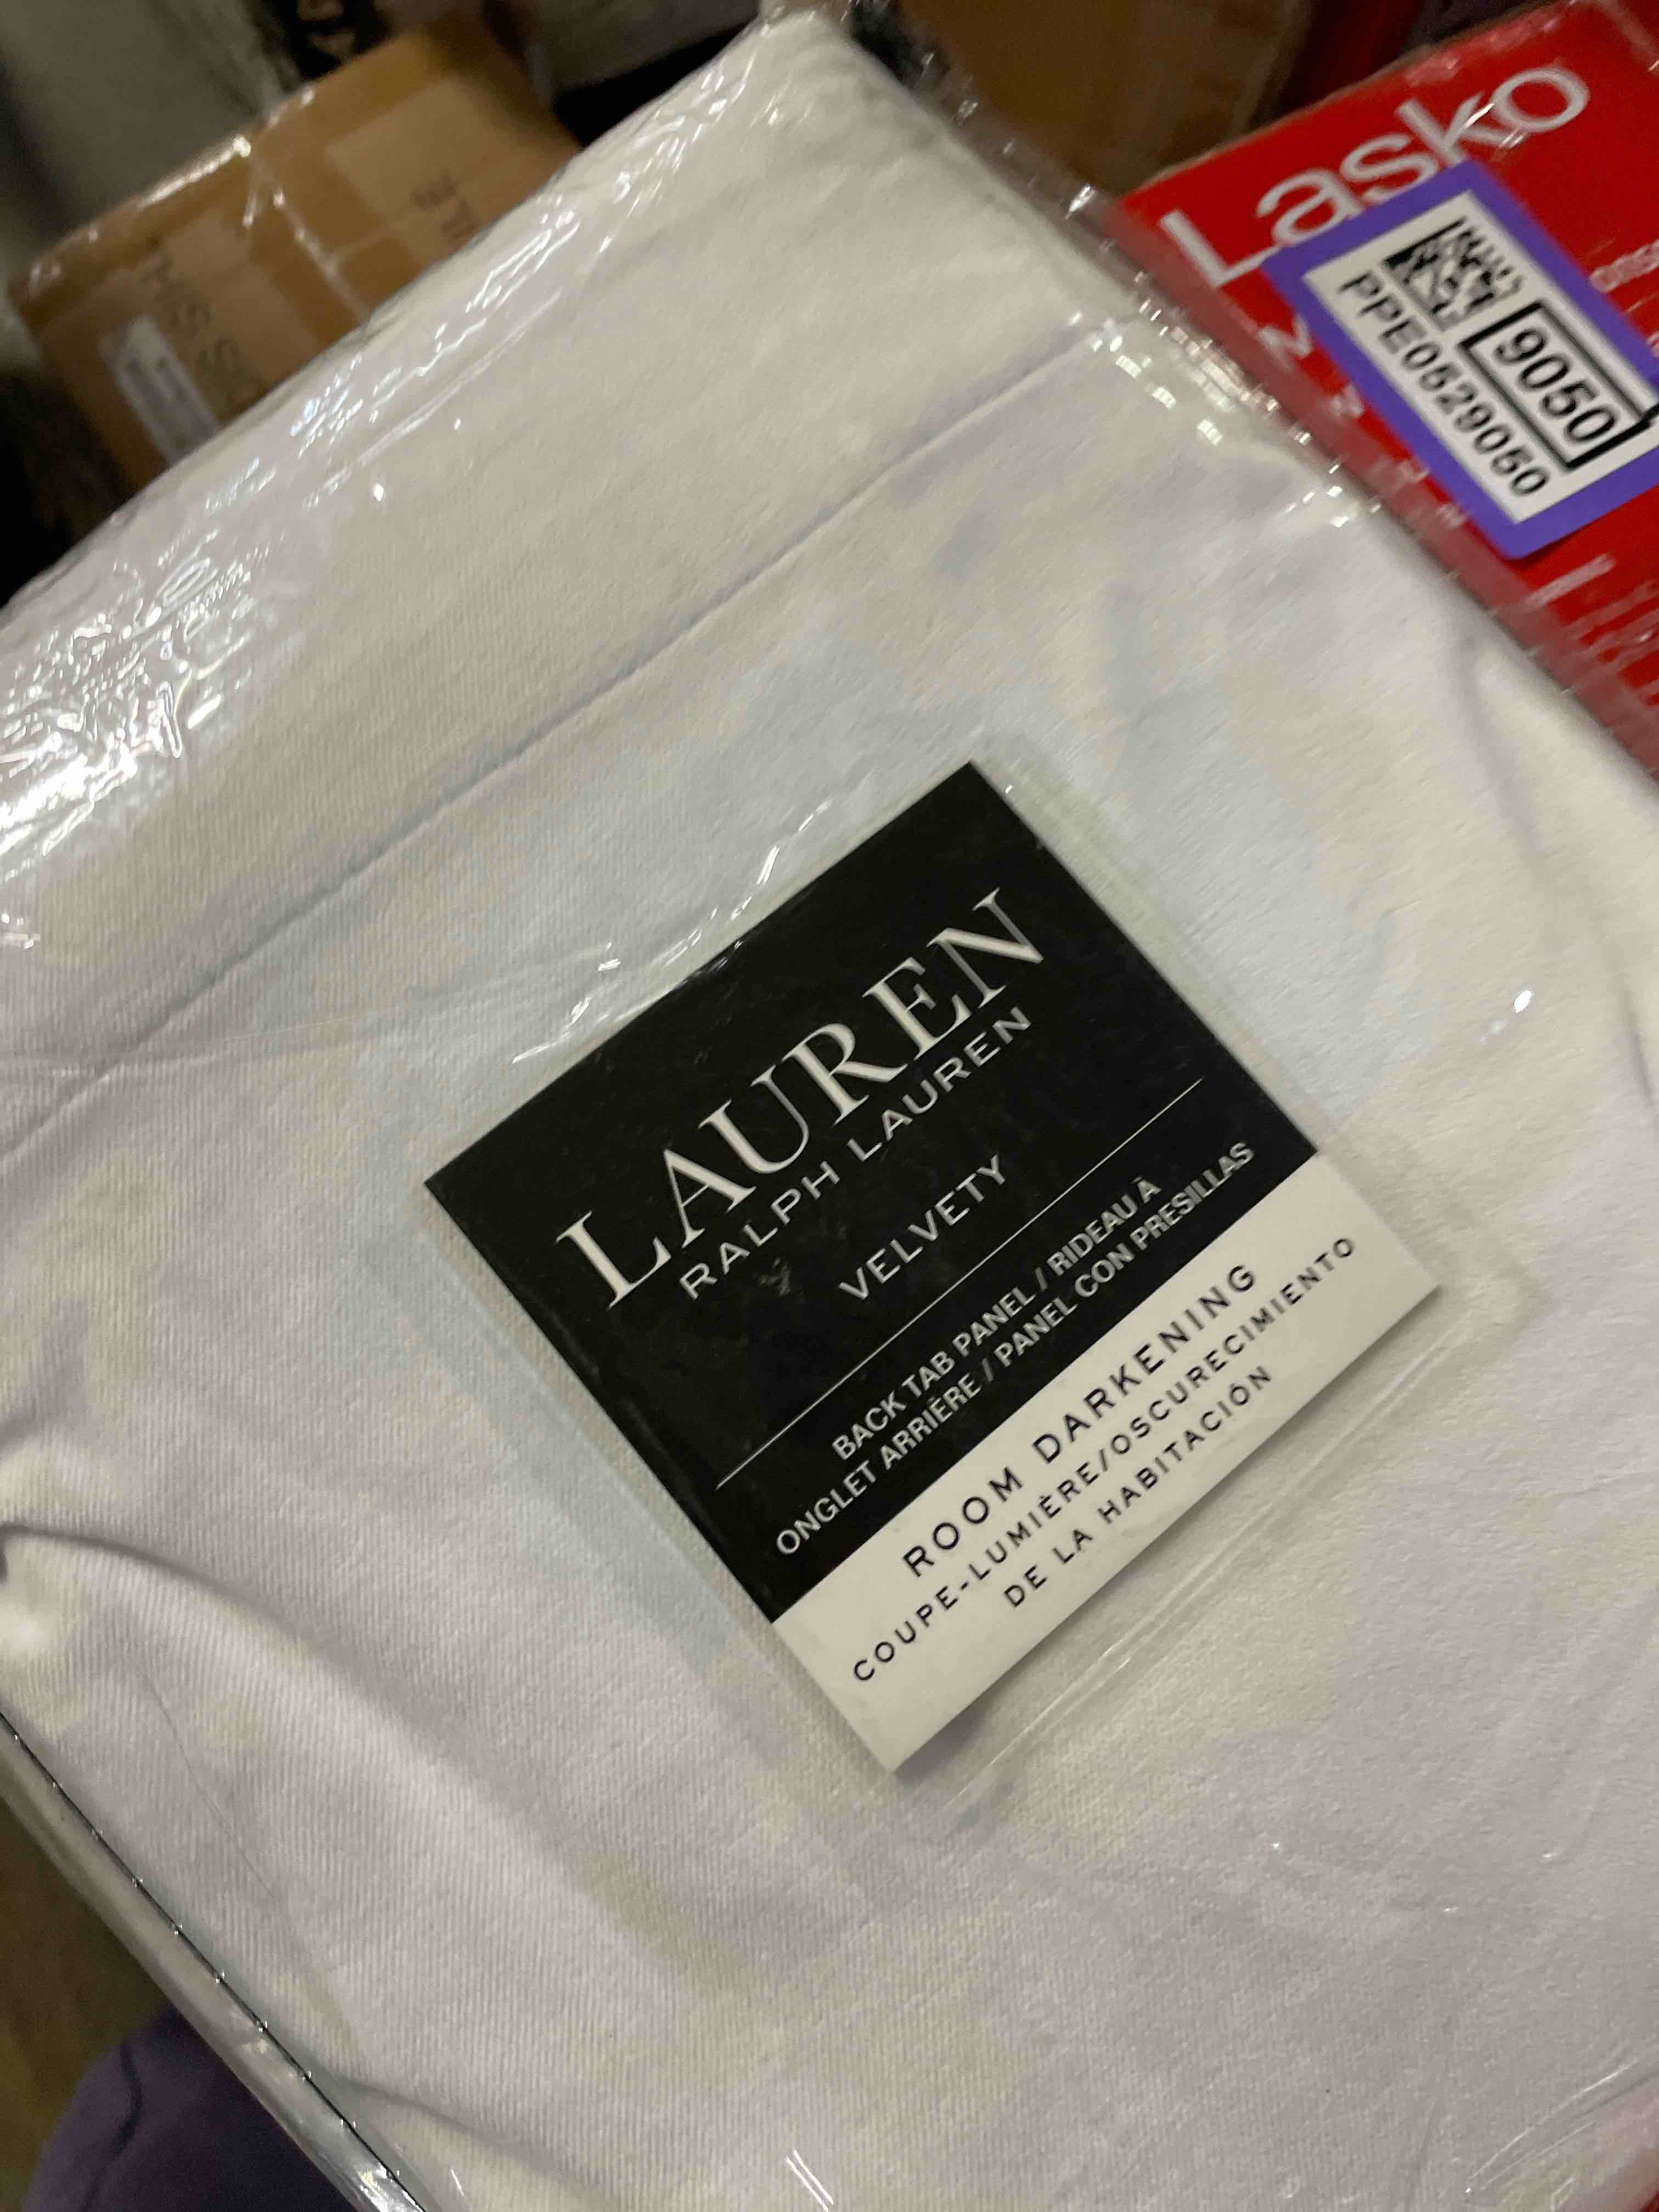 Lasko
9050
PPE0529050
LAUREN
RALPH LAUREN
VELVETY
BACK TAB PANEL / RIDEAU À
ONGLET ARRIÈRE / PANEL CON PRESILLAS
ROOM DARKENING
COUPE-LUMIÈRE/OSCURECIMIENTO
DE LA HABITACIÓN